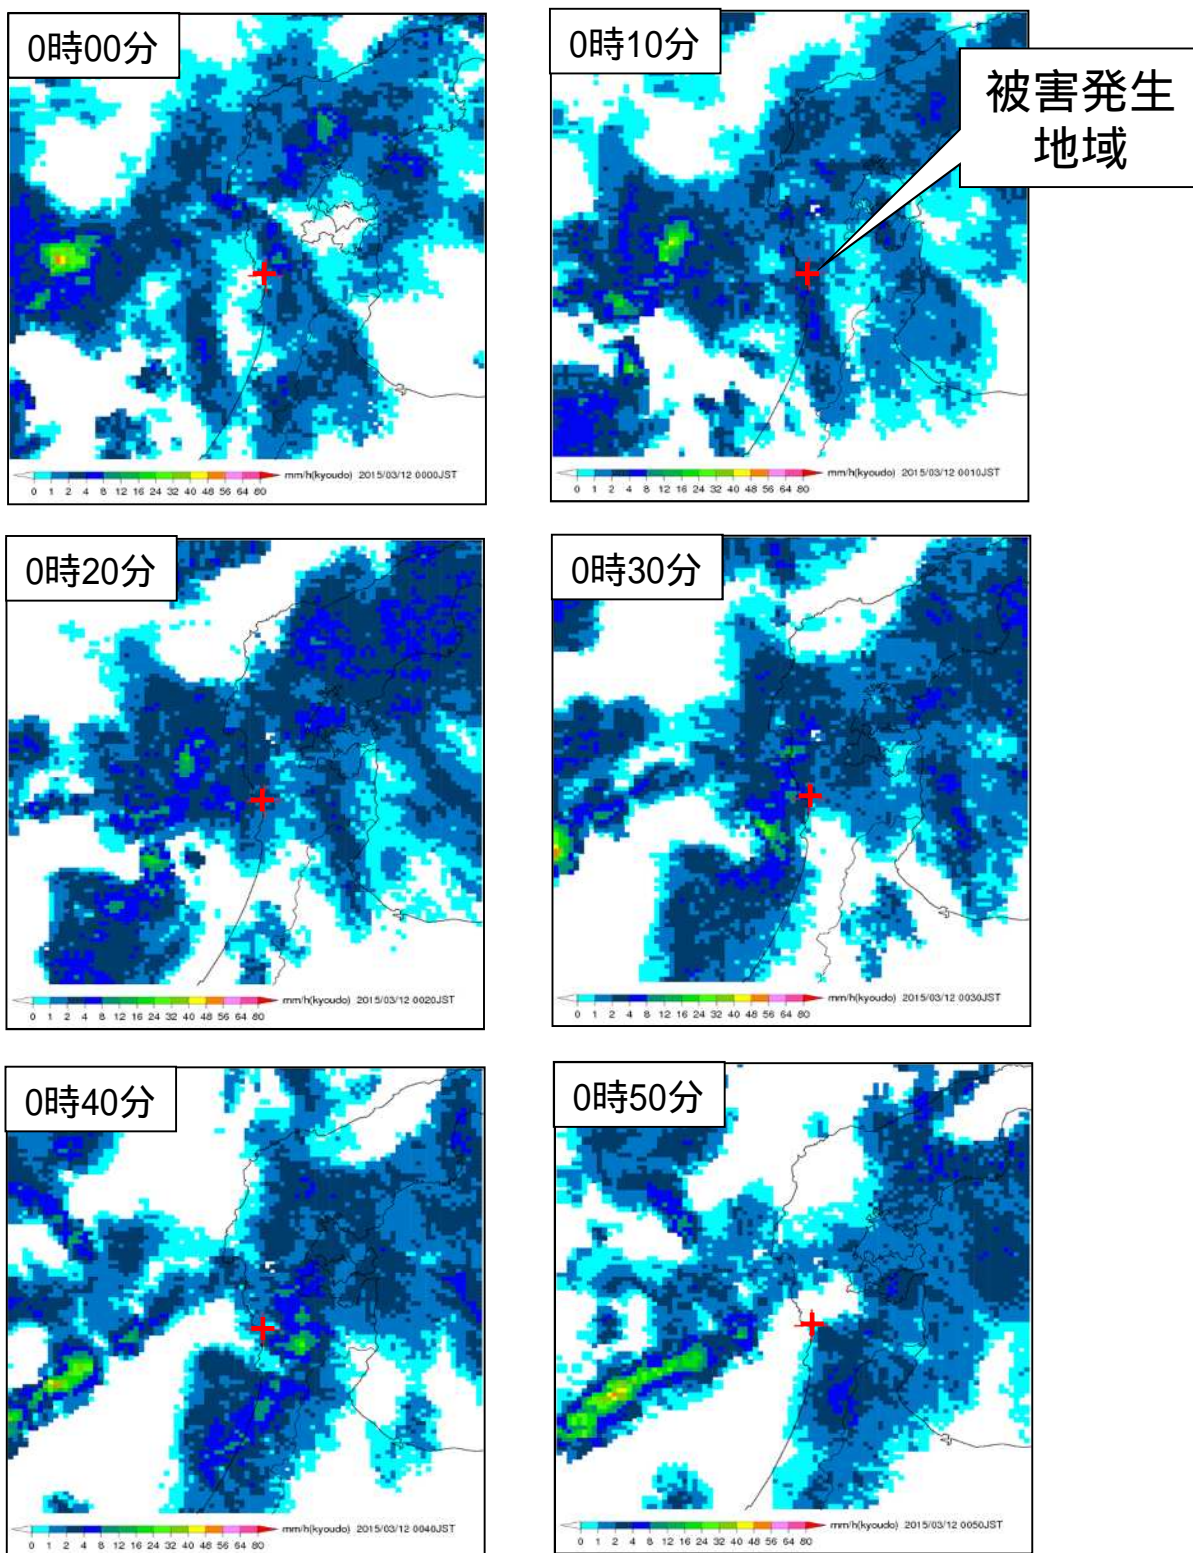 0時00分
0 1 2 4 8 12 16 24 32 40 48 56 64 80
mm/h(kyoudo) 2015/03/12 0000JST
0時10分
被害発生
地域
0 1 2 4 8 12 16 24 32 40 48 56 64 80
mm/h(kyoudo) 2015/03/12 0010JST
0時20分
0 1 2 4 8 12 16 24 32 40 48 56 64 80
mm/h(kyoudo) 2015/03/12 0020JST
0時30分
0 1 2 4 8 12 16 24 32 40 48 56 64 80
mm/h(kyoudo) 2015/03/12 0030JST
0時40分
0 1 2 4 8 12 16 24 32 40 48 56 64 80
mm/h(kyoudo) 2015/03/12 0040JST
0時50分
0 1 2 4 8 12 16 24 32 40 48 56 64 80
mm/h(kyoudo) 2015/03/12 0050JST